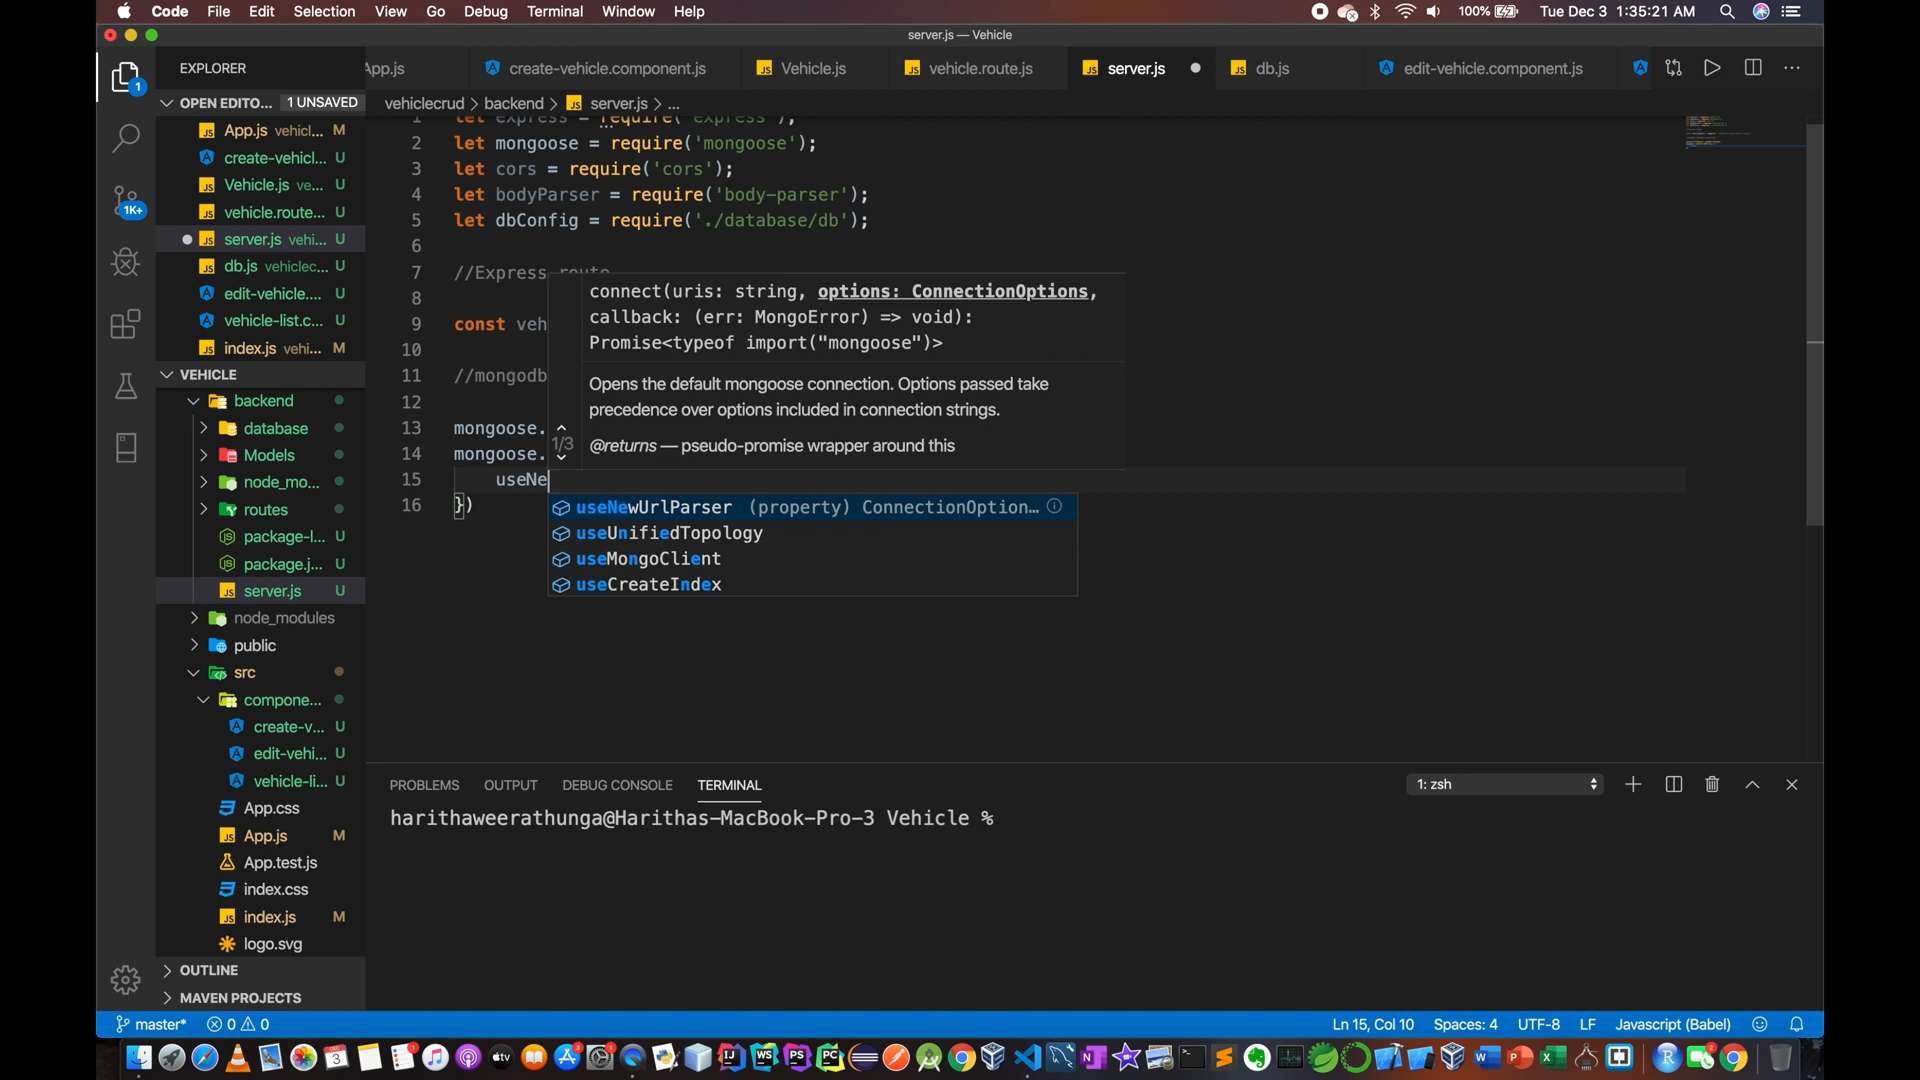 Code File Edit Selection View Go Debug Terminal Window Help 100% Tue Dec 3 1:35:21 AM
server.js — Vehicle
EXPLORER
App.js create-vehicle.component.js Vehicle.js vehicle.route.js server.js db.js edit-vehicle.component.js
OPEN EDITO... 1 UNSAVED
App.js vehicl... M
create-vehicl... U
Vehicle.js ve... U
vehicle.route... U
server.js vehi... U
db.js vehiclec... U
edit-vehicle.... U
vehicle-list.c... U
index.js vehi... M
VEHICLE
backend
database
Models
node_mo...
routes
package-l... U
package.j... U
server.js U
node_modules
public
src
compone...
create-v... U
edit-vehi... U
vehicle-li... U
App.css
App.js M
App.test.js
index.css
index.js M
logo.svg
OUTLINE
MAVEN PROJECTS
1
1K+
vehiclecrud > backend > server.js > ...
1 let express = require('express');
2 let mongoose = require('mongoose');
3 let cors = require('cors');
4 let bodyParser = require('body-parser');
5 let dbConfig = require('./database/db');
6
7 //Express route
8
9 const veh
10
11 //mongodb
12
13 mongoose.
14 mongoose.
15 useNe
16 })
connect(uris: string, options: ConnectionOptions,
callback: (err: MongoError) => void):
Promise<typeof import("mongoose")>
Opens the default mongoose connection. Options passed take
precedence over options included in connection strings.
1/3
@returns — pseudo-promise wrapper around this
useNewUrlParser (property) ConnectionOption...
useUnifiedTopology
useMongoClient
useCreateIndex
PROBLEMS OUTPUT DEBUG CONSOLE TERMINAL 1: zsh
harithaweerathunga@Harithas-MacBook-Pro-3 Vehicle %
master* 0 0 Ln 15, Col 10 Spaces: 4 UTF-8 LF Javascript (Babel)